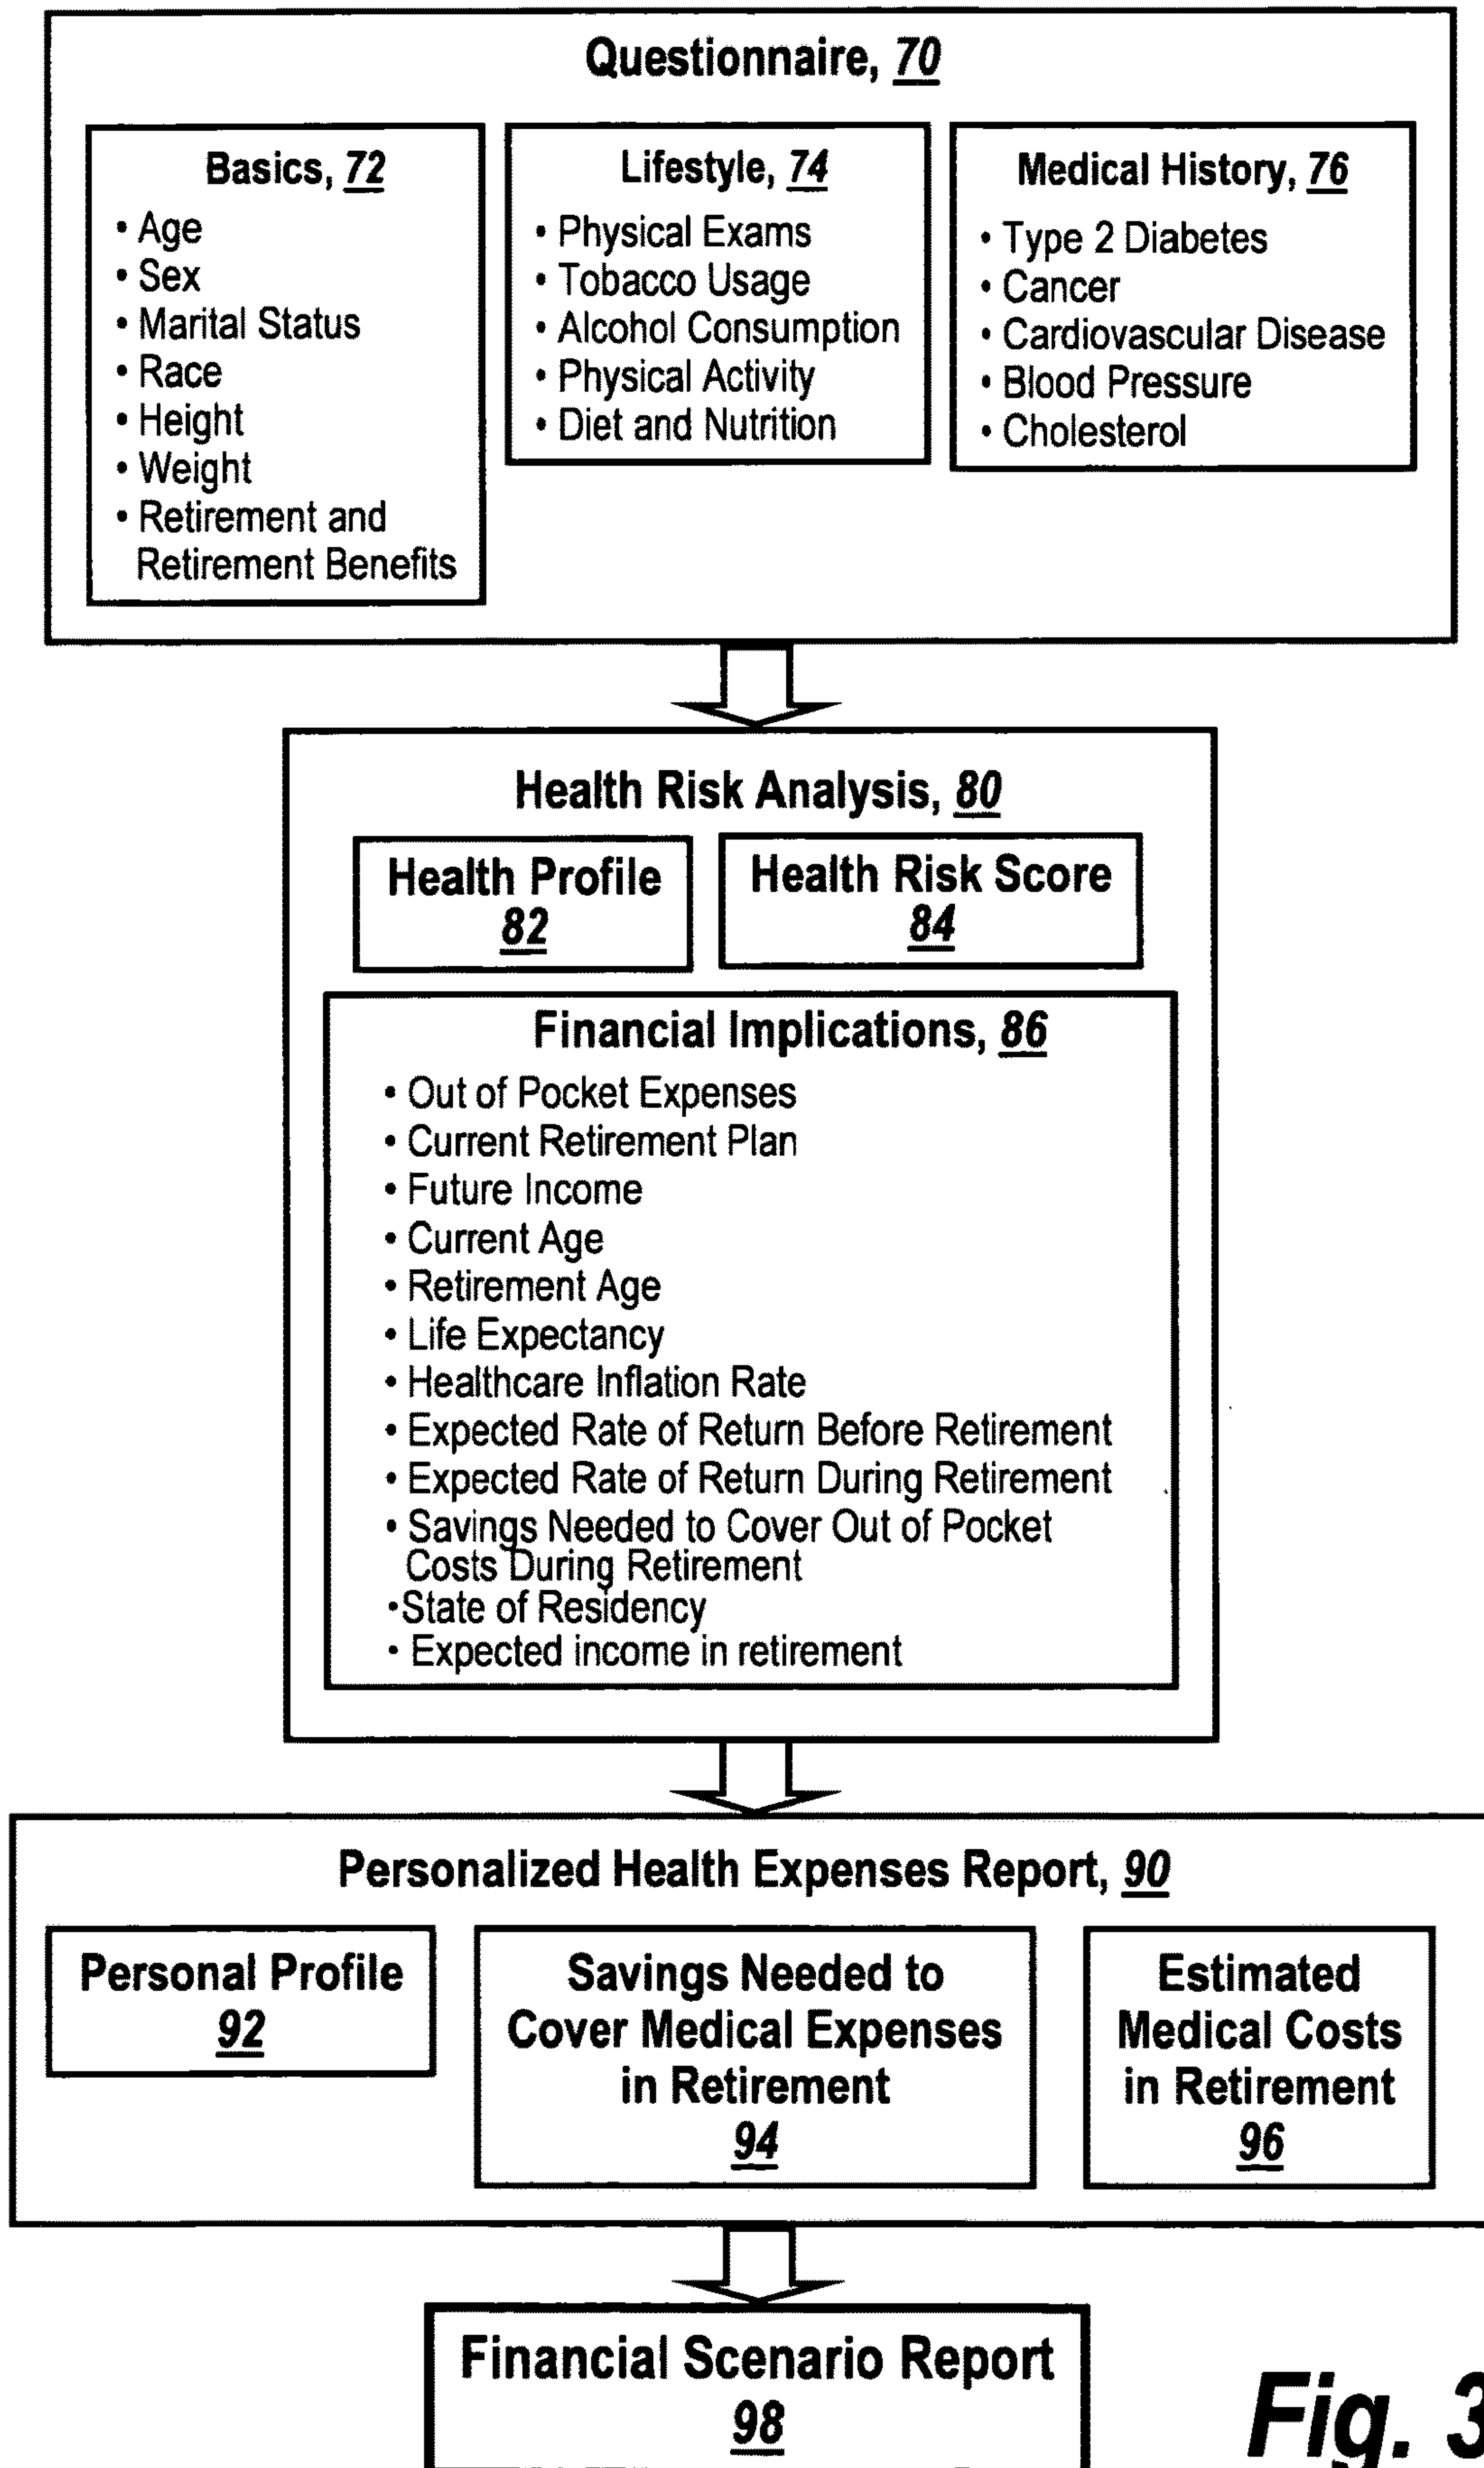 Questionnaire, 70
Basics, 72
• Age
• Sex
• Marital Status
• Race
• Height
• Weight
• Retirement and
Retirement Benefits
Lifestyle, 74
• Physical Exams
• Tobacco Usage
• Alcohol Consumption
• Physical Activity
• Diet and Nutrition
Medical History, 76
• Type 2 Diabetes
• Cancer
• Cardiovascular Disease
• Blood Pressure
• Cholesterol
Health Risk Analysis, 80
Health Profile
82
Health Risk Score
84
Financial Implications, 86
• Out of Pocket Expenses
• Current Retirement Plan
• Future Income
• Current Age
• Retirement Age
• Life Expectancy
• Healthcare Inflation Rate
• Expected Rate of Return Before Retirement
• Expected Rate of Return During Retirement
• Savings Needed to Cover Out of Pocket
Costs During Retirement
•State of Residency
• Expected income in retirement
Personalized Health Expenses Report, 90
Personal Profile
92
Savings Needed to
Cover Medical Expenses
in Retirement
94
Estimated
Medical Costs
in Retirement
96
Financial Scenario Report
98
Fig. 3